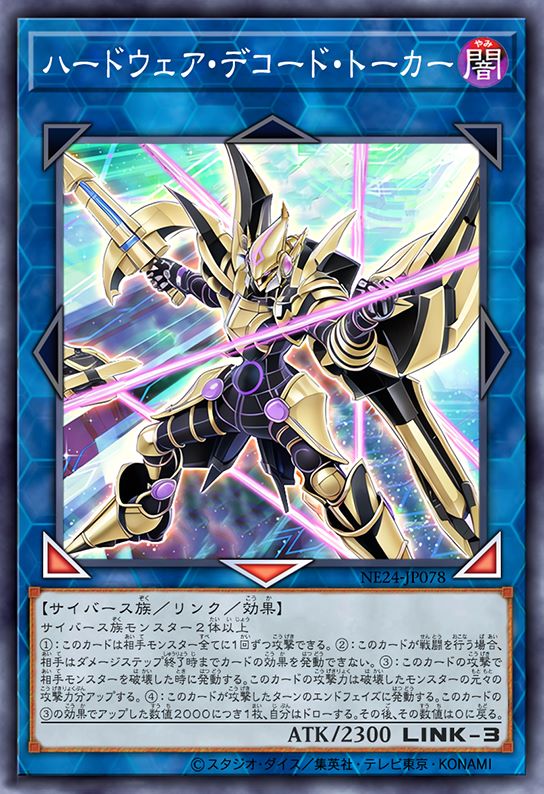 ハードウェア・デコード・トーカー 闇
NE24-JP078
【サイバース族／リンク／効果】
サイバース族モンスター２体以上
①：このカードは相手モンスター全てに１回ずつ攻撃できる。②：このカードが戦闘を行う場合、
相手はダメージステップ終了時までカードの効果を発動できない。③：このカードの攻撃で
相手モンスターを破壊した時に発動する。このカードの攻撃力は破壊したモンスターの元々の
攻撃力分アップする。④：このカードが攻撃したターンのエンドフェイズに発動する。このカードの
③の効果でアップした数値２０００につき１枚、自分はドローする。その後、その数値は０に戻る。
ATK/2300 LINK-3
©スタジオ・ダイス/集英社・テレビ東京・KONAMI